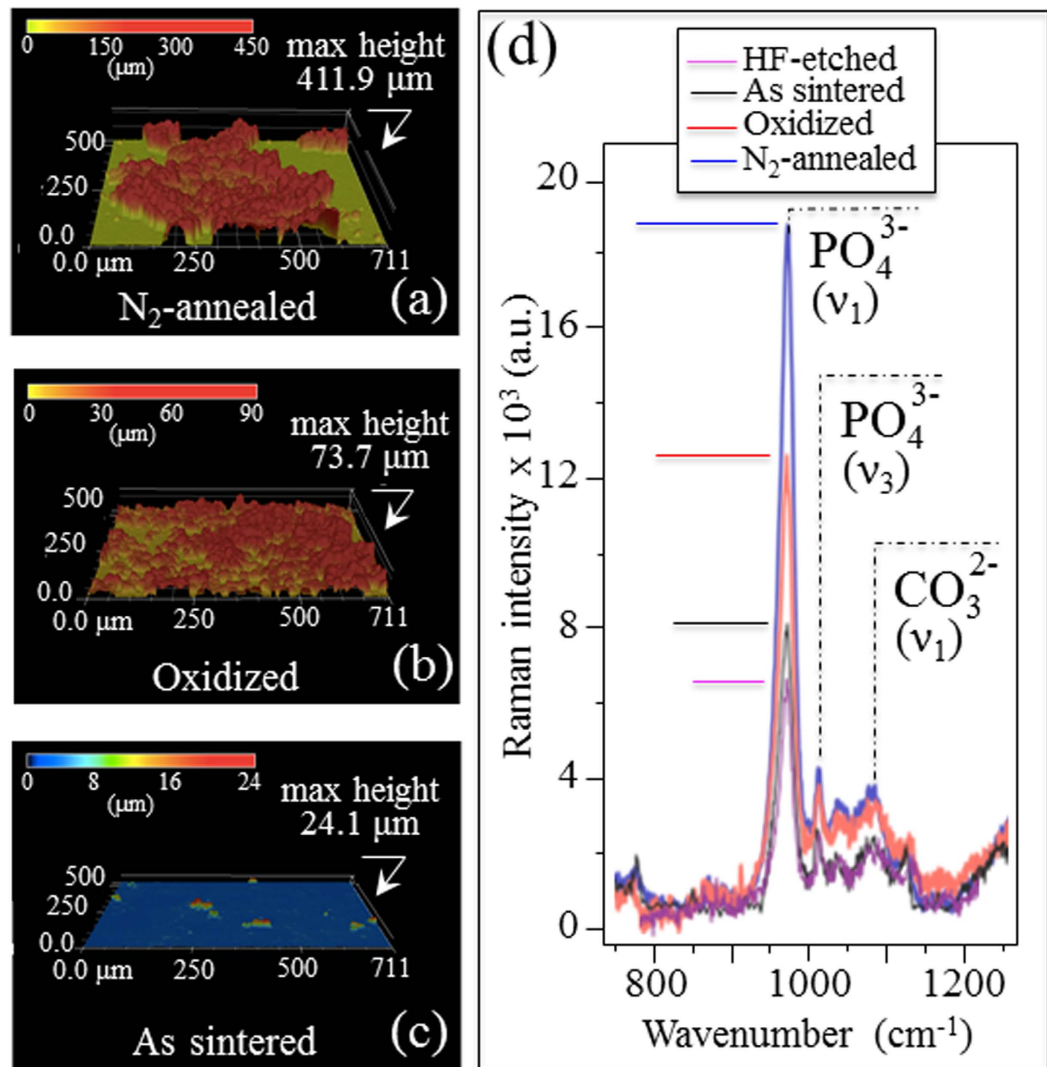 0 150 300 450
(μm)
max height
411.9 μm
500
250
0.0
0.0 μm 250 500 711
N₂-annealed
(a)
0 30 60 90
(μm)
max height
73.7 μm
500
250
0.0
0.0 μm 250 500 711
Oxidized
(b)
0 8 16 24
(μm)
max height
24.1 μm
500
250
0.0
0.0 μm 250 500 711
As sintered
(c)
(d)
HF-etched
As sintered
Oxidized
N₂-annealed
20
16
12
8
4
0
Raman intensity x 10³ (a.u.)
PO₄³⁻
(ν₁)
PO₄³⁻
(ν₃)
CO₃²⁻
(ν₁)
800 1000 1200
Wavenumber (cm⁻¹)